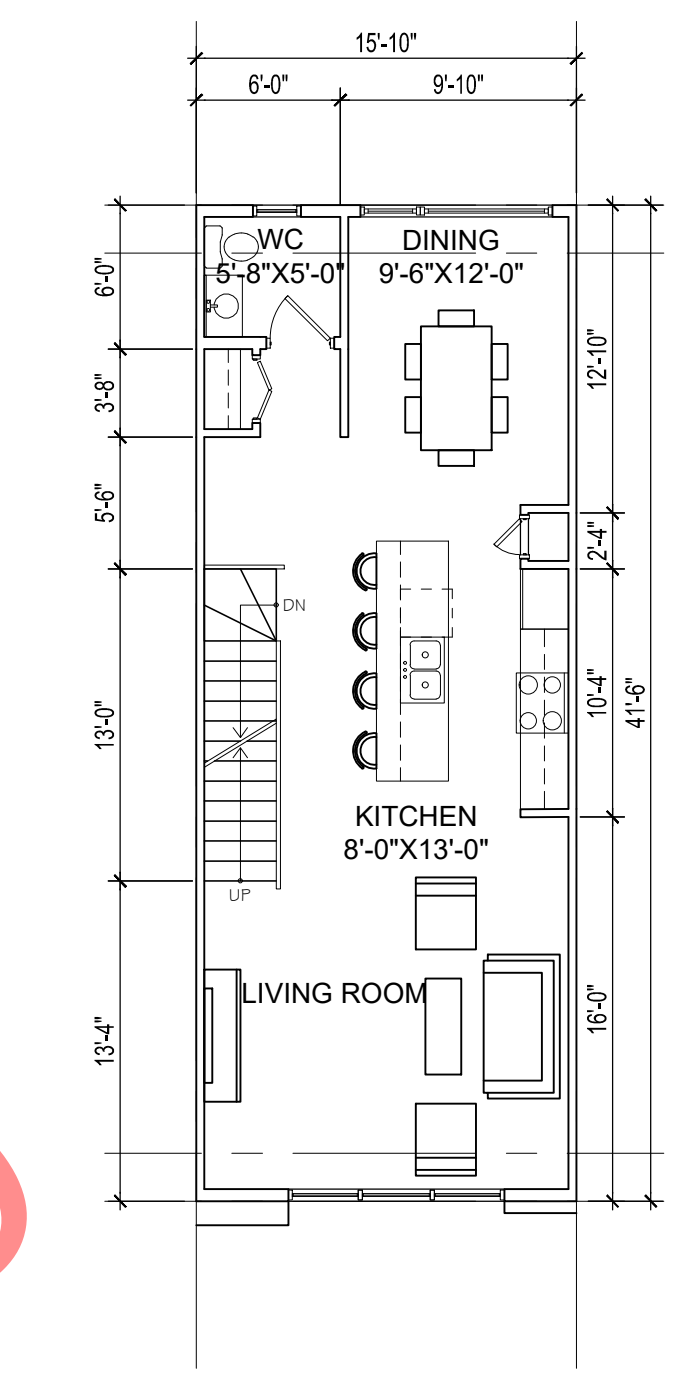 15'-10"
6'-0"
9'-10"
WC
5'-8"X5'-0"
DINING
9'-6"X12'-0"
6'-0"
3'-8"
5'-6"
13'-0"
13'-4"
12'-10"
2'-4"
10'-4"
41'-6"
16'-0"
DN
UP
KITCHEN
8'-0"X13'-0"
LIVING ROOM